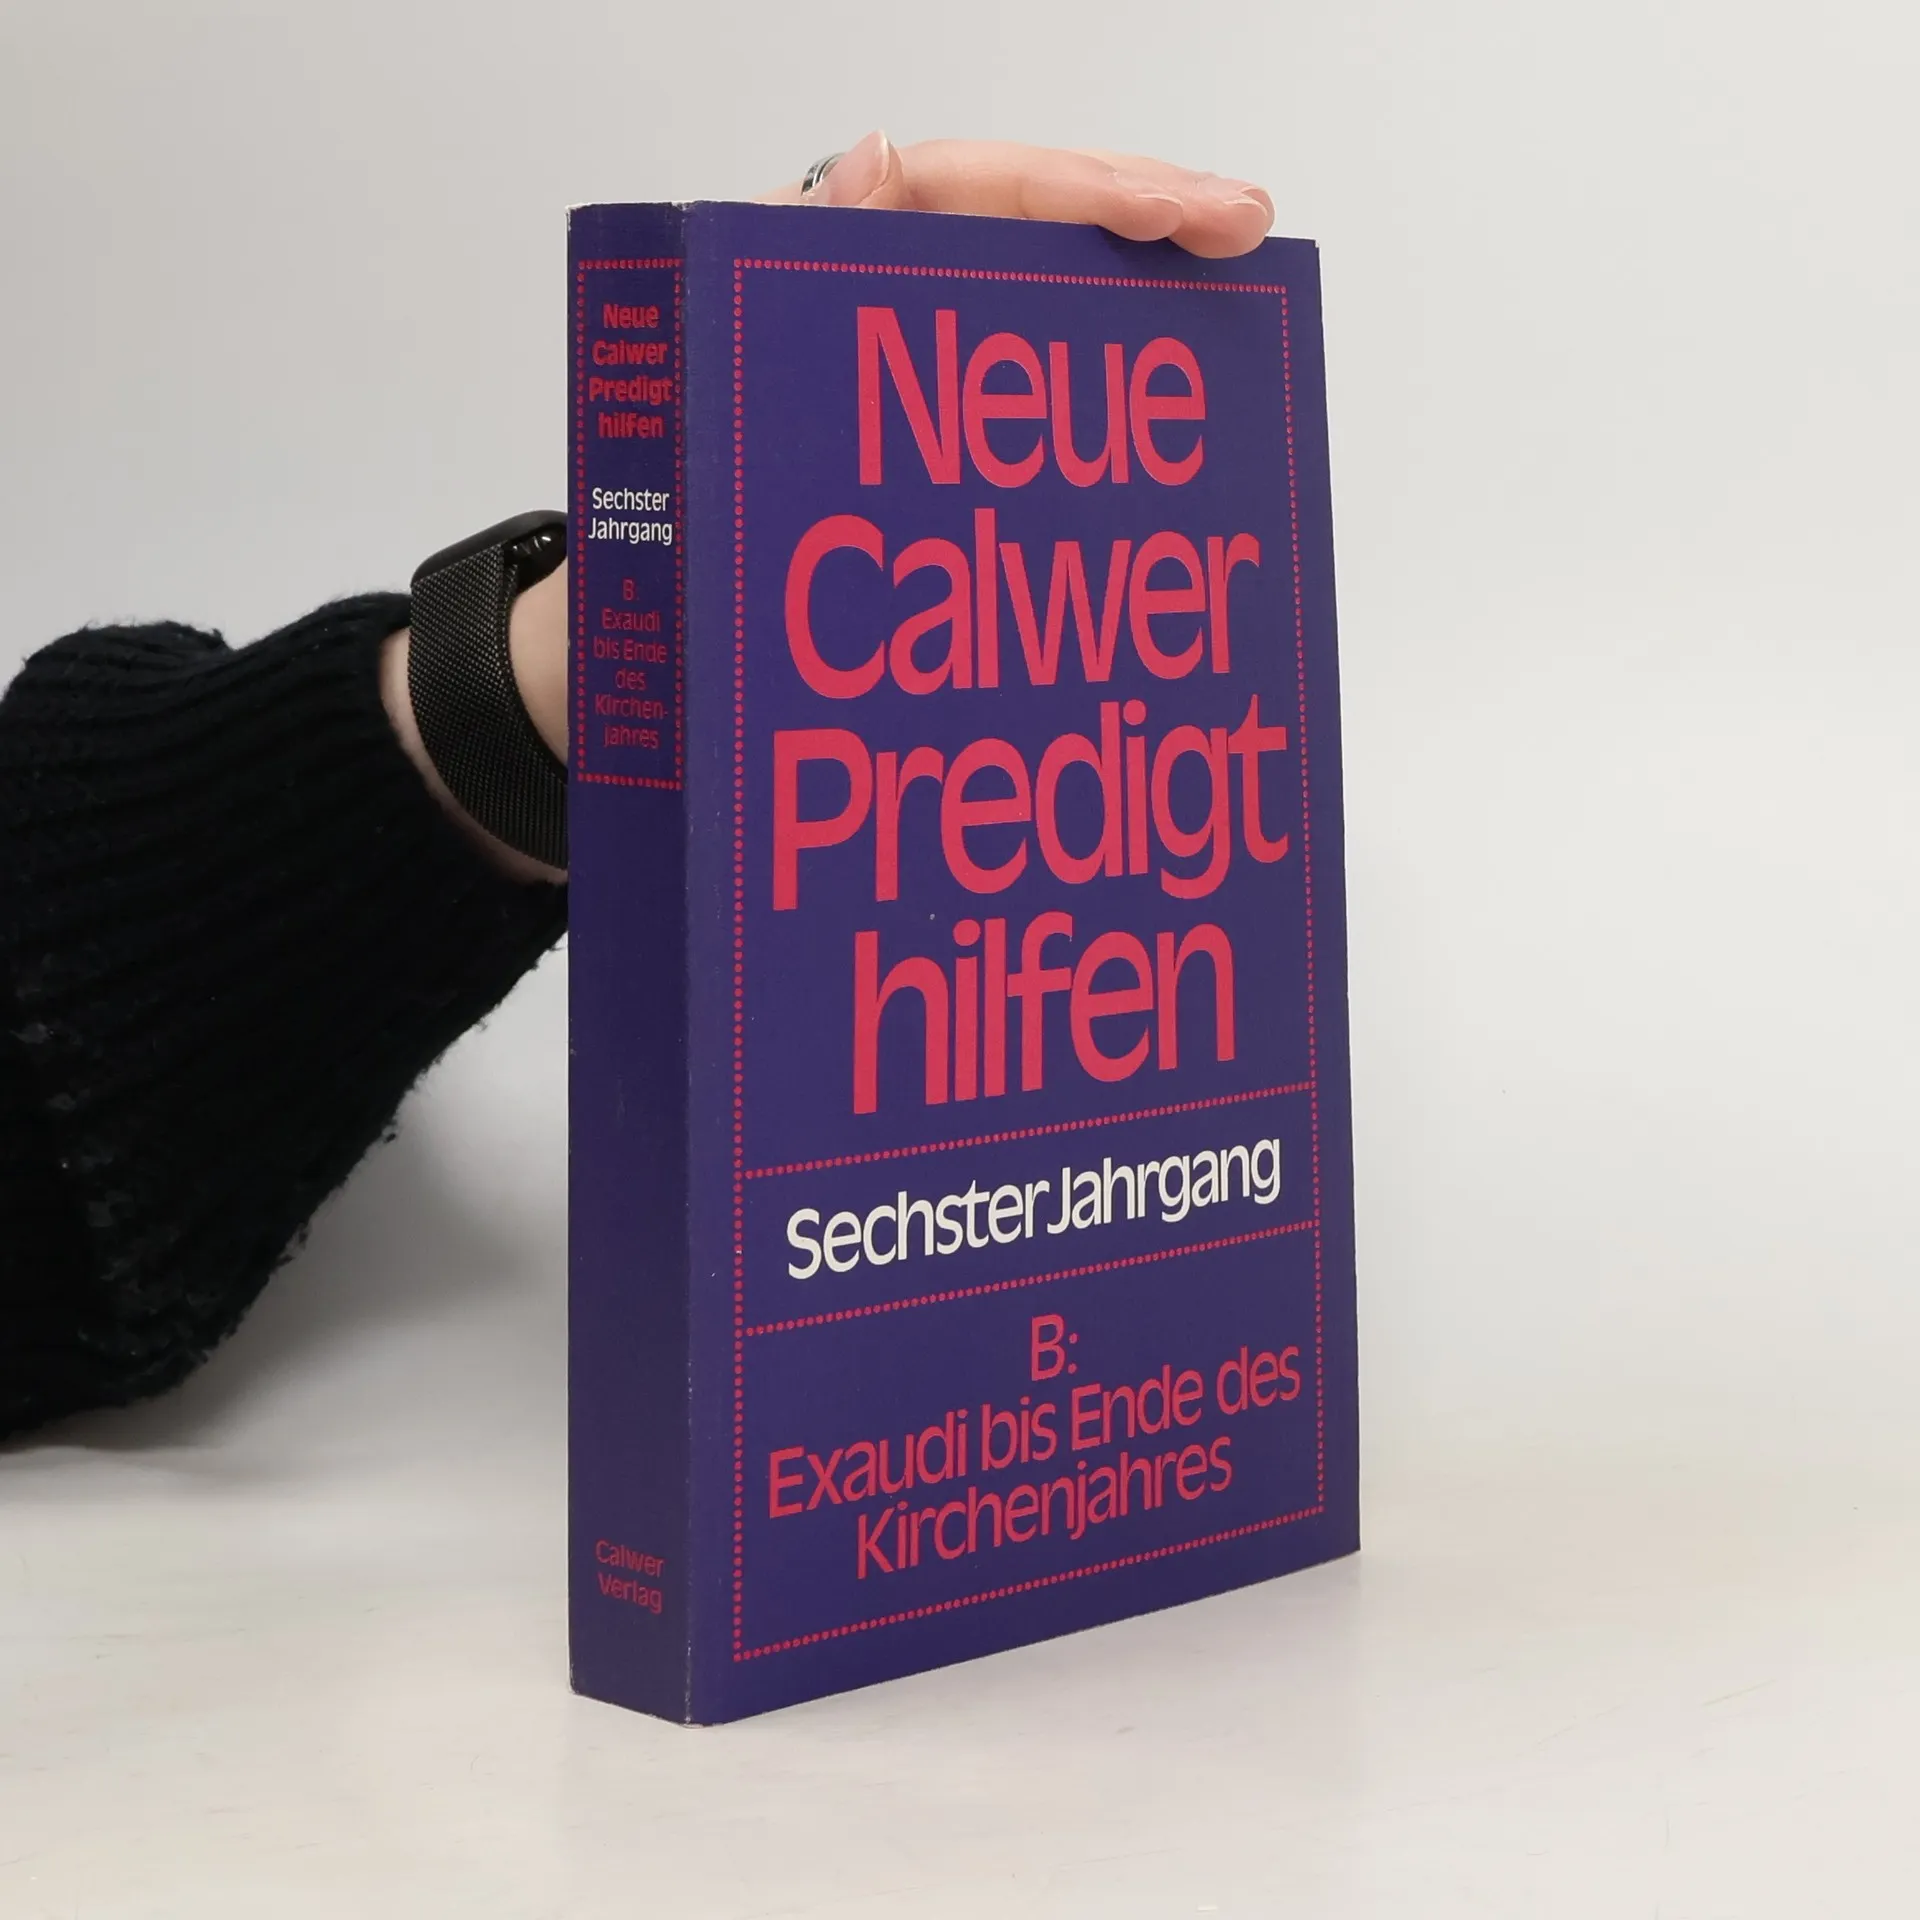 Neue
Calwer
Predigt
hilfen
Sechster
Jahrgang
B:
Exaudi
bis Ende
des
Kirchen-
jahres
Calwer
Verlag
Neue
Calwer
Predigt
hilfen
Sechster Jahrgang
B:
Exaudi bis Ende des
Kirchenjahres